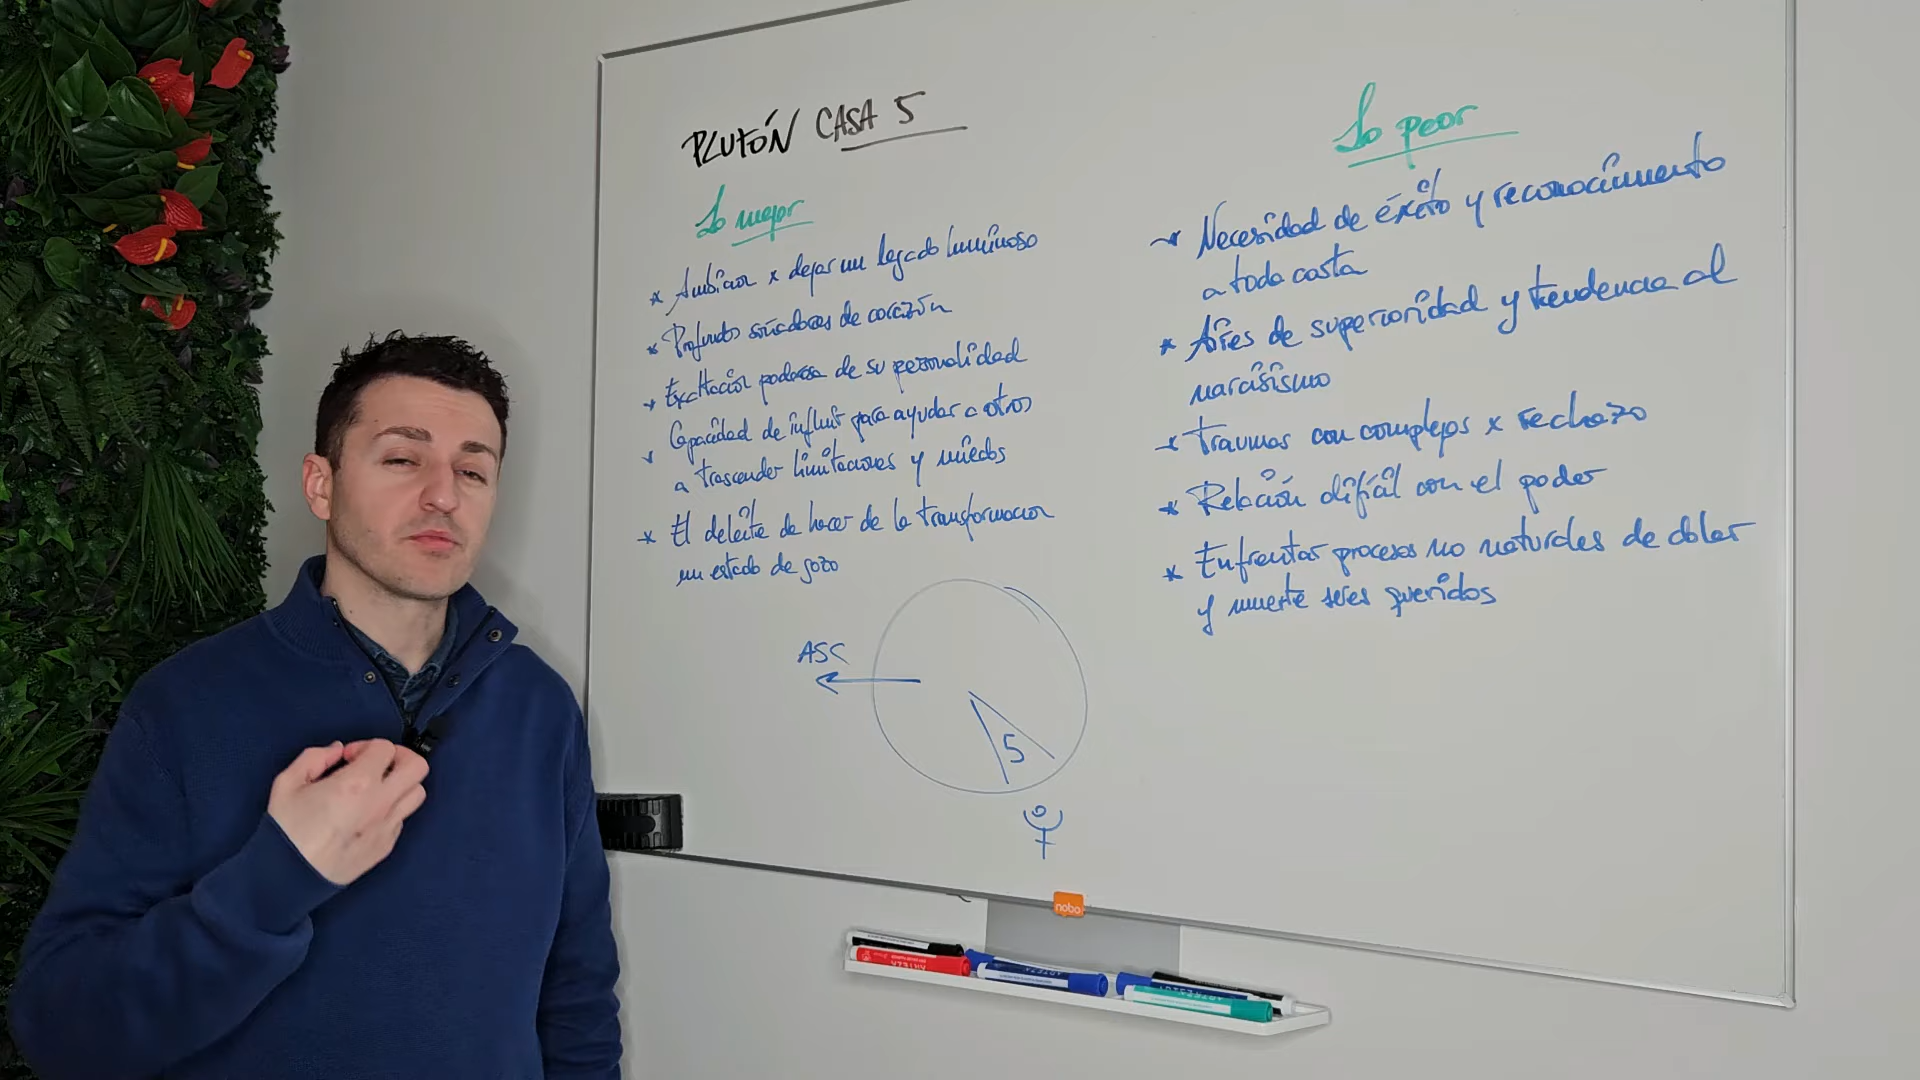 PLUTÓN CASA 5
Lo mejor
* Ambición x dejar un legado luminoso
* Profundos sanadores de corazón
* Exaltación poderosa de su personalidad
* Capacidad de influir para ayudar a otros
a trascender limitaciones y miedos
* El deleite de hacer de la transformación
un estado de gozo
ASC
5
Lo peor
* Necesidad de éxito y c/ reconocimiento
a toda costa
* Aires de superioridad y tendencia al
narcisismo
* Traumas con complejos x rechazo
* Relación difícil con el poder
* Enfrentar procesos no naturales de dolor
y muerte seres queridos
nobo